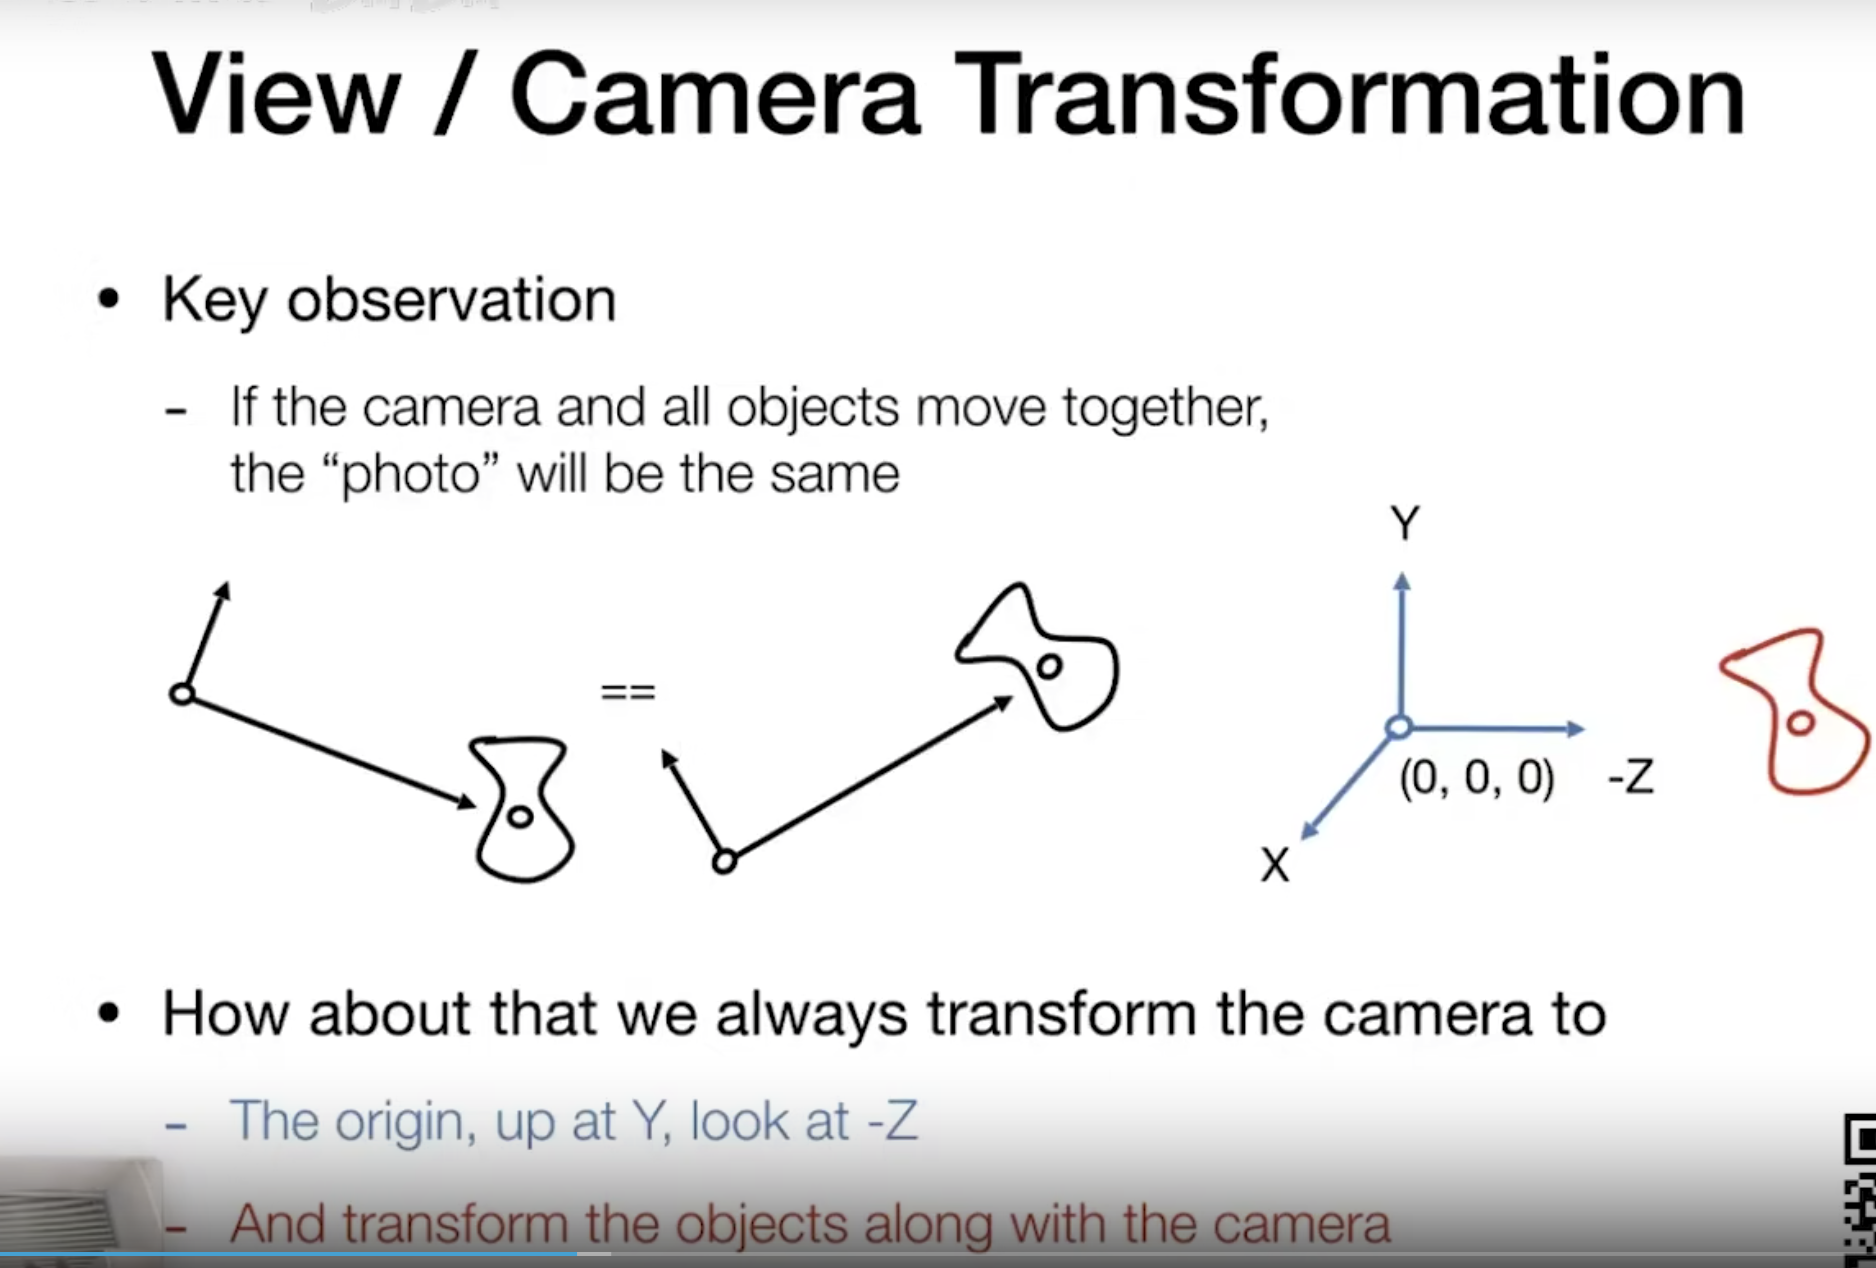 View / Camera Transformation
• Key observation
- If the camera and all objects move together,
the “photo” will be the same
Y
==
(0, 0, 0) -Z
X
• How about that we always transform the camera to
- The origin, up at Y, look at -Z
- And transform the objects along with the camera